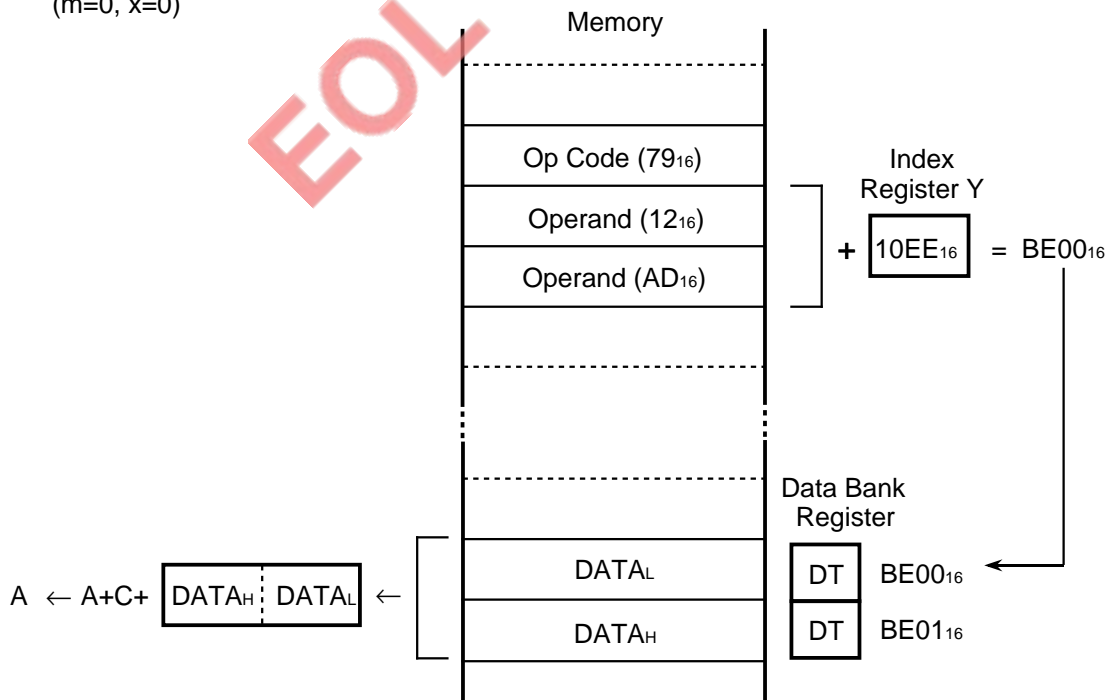 (m=0, x=0)
Memory
EOL
Op Code (79₁₆)
Operand (12₁₆)
Operand (AD₁₆)
Index
Register Y
+ 10EE₁₆ = BE00₁₆
Data Bank
Register
DATAL
DT BE00₁₆
A ← A+C+ DATAH DATAL ←
DATAH
DT BE01₁₆